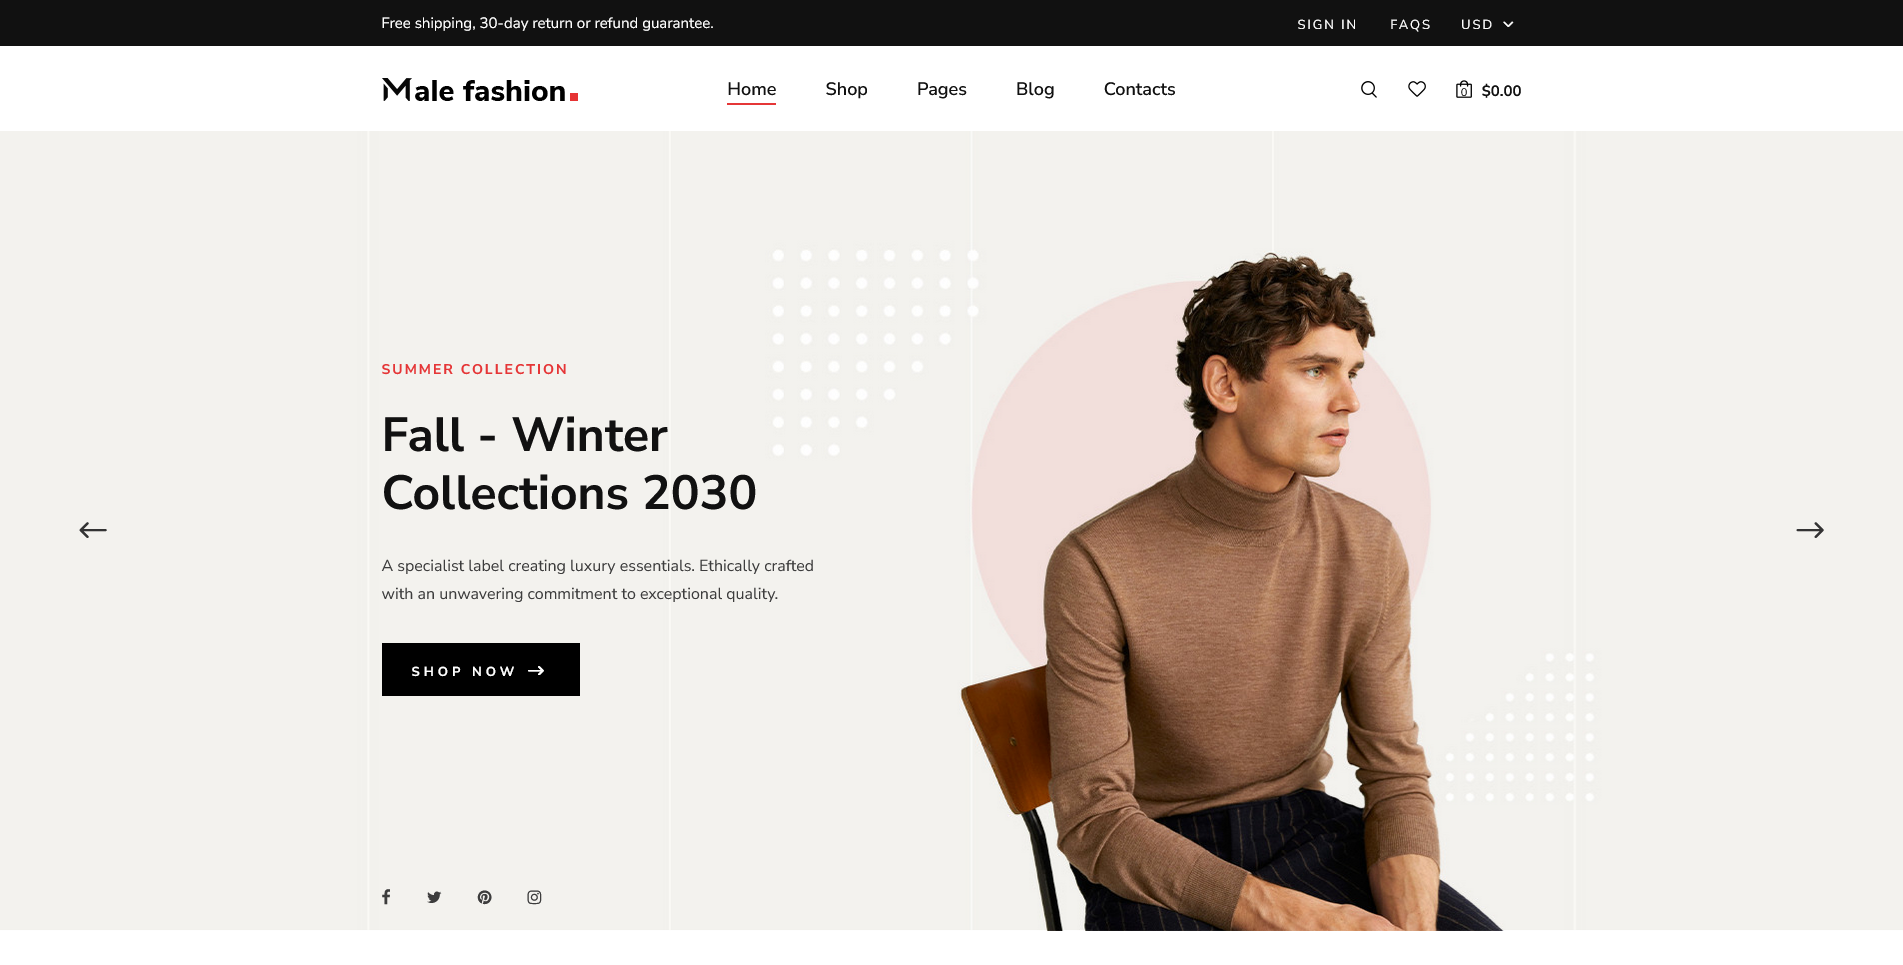 Free shipping, 30-day return or refund guarantee.
SIGN IN
FAQS
USD
Male fashion.
Home
Shop
Pages
Blog
Contacts
0
$0.00
SUMMER COLLECTION
Fall - Winter
Collections 2030
A specialist label creating luxury essentials. Ethically crafted
with an unwavering commitment to exceptional quality.
SHOP NOW